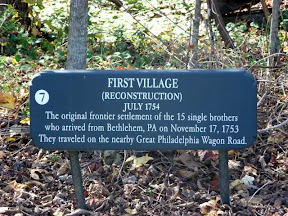 7
FIRST VILLAGE
(RECONSTRUCTION)
JULY 1754
The original frontier settlement of the 15 single brothers
who arrived from Bethlehem, PA on November 17, 1753
They traveled on the nearby Great Philadelphia Wagon Road.